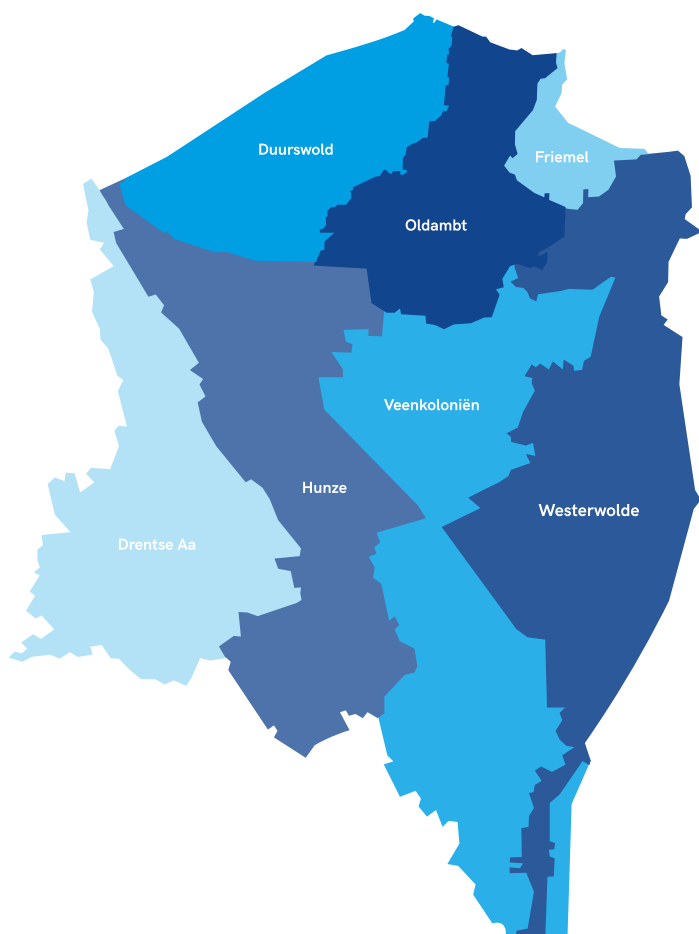 Duurswold
Friemel
Oldambt
Veenkoloniën
Hunze
Westerwolde
Drentse Aa